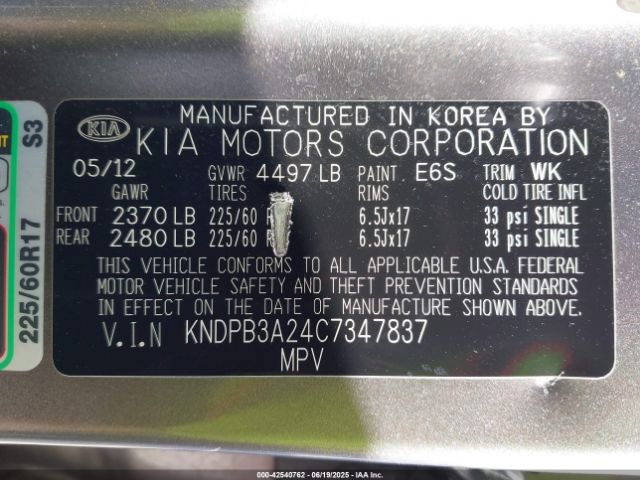 MANUFACTURED IN KOREA BY
KIA KIA MOTORS CORPORATION
05/12 GVWR 4497 LB PAINT E6S TRIM WK
GAWR TIRES RIMS COLD TIRE INFL
FRONT 2370 LB 225/60 6.5Jx17 33 psi SINGLE
REAR 2480 LB 225/60 6.5Jx17 33 psi SINGLE
THIS VEHICLE CONFORMS TO ALL APPLICABLE U.S.A. FEDERAL
MOTOR VEHICLE SAFETY AND THEFT PREVENTION STANDARDS
IN EFFECT ON THE DATE OF MANUFACTURE SHOWN ABOVE.
V.I.N KNDPB3A24C7347837
MPV
S3
225/60R17
000-42540762 - 06/19/2025 - IAA Inc.